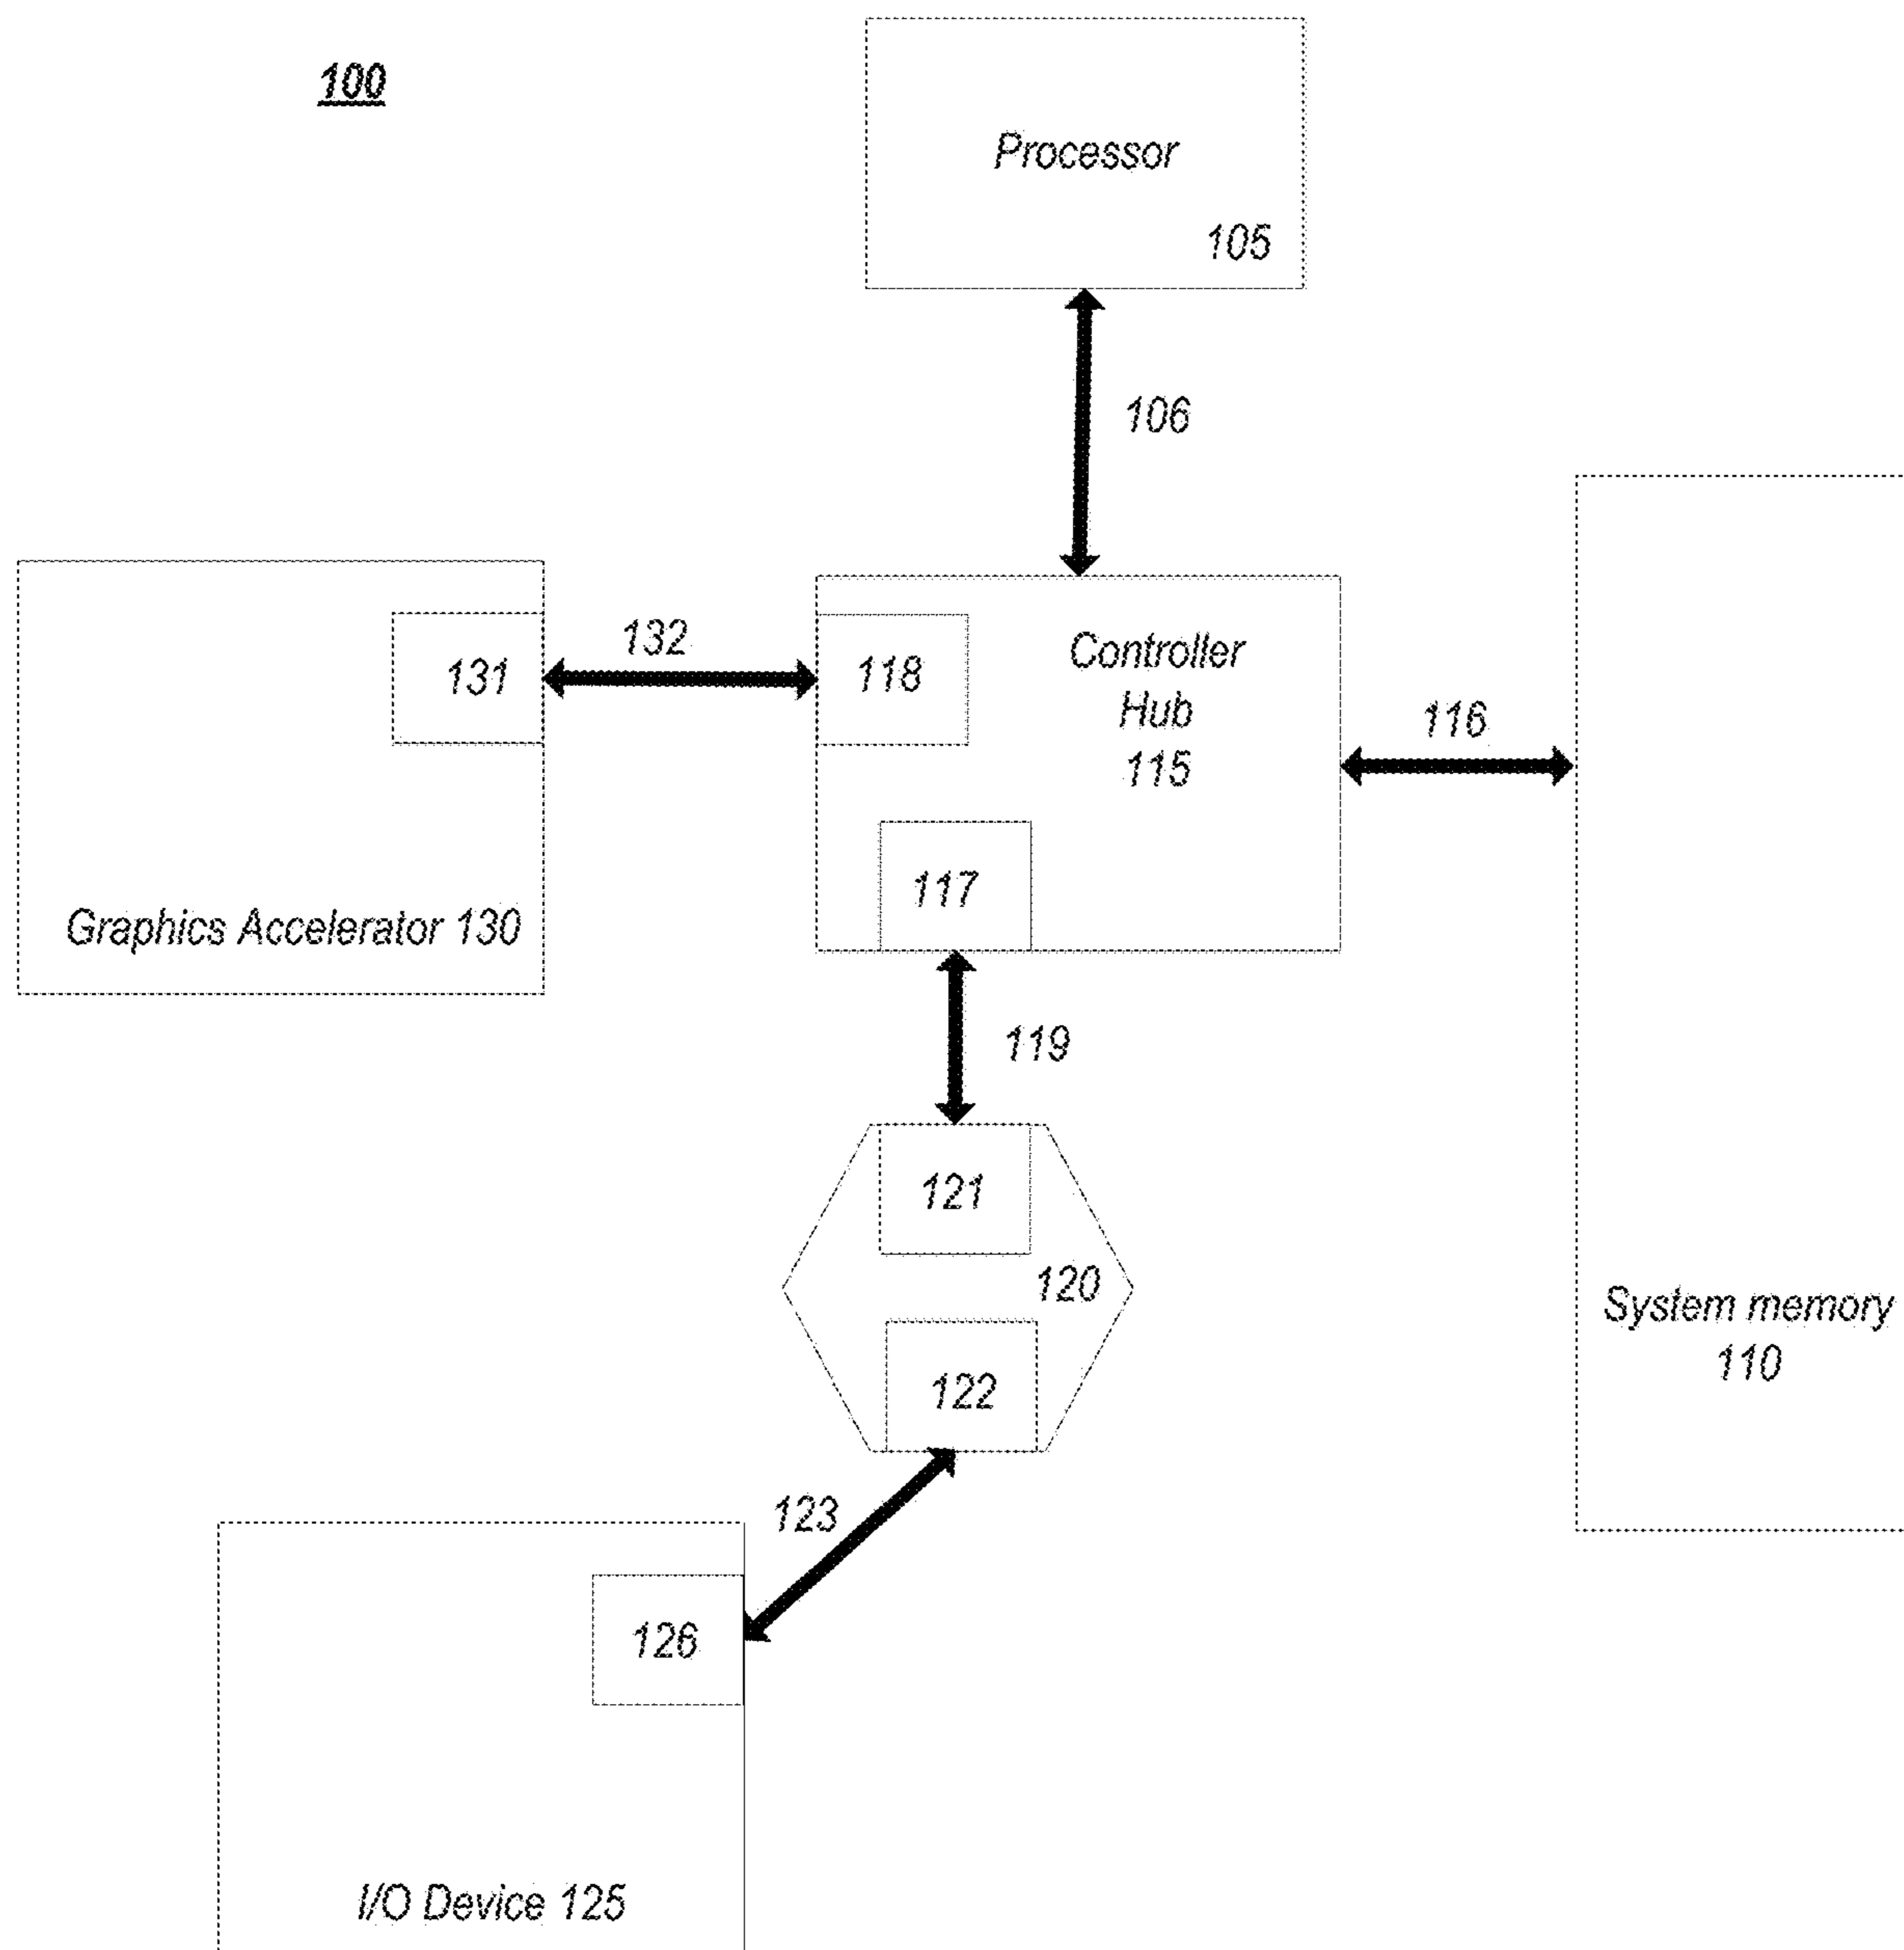 100
Processor
105
106
132
131
118
Controller
Hub
115
116
117
Graphics Accelerator 130
119
121
120
System memory
110
122
123
126
I/O Device 125